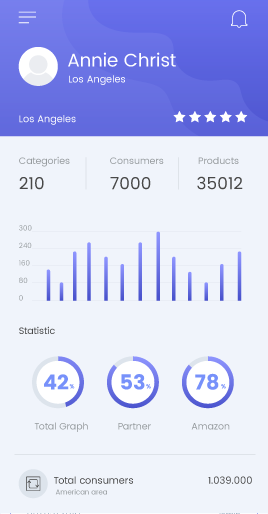 Annie Christ
Los Angeles
Los Angeles
Categories Consumers Products
210 7000 35012
300
240
160
80
0
Statistic
42% 53% 78%
Total Graph Partner Amazon
Total consumers 1.039.000
American area